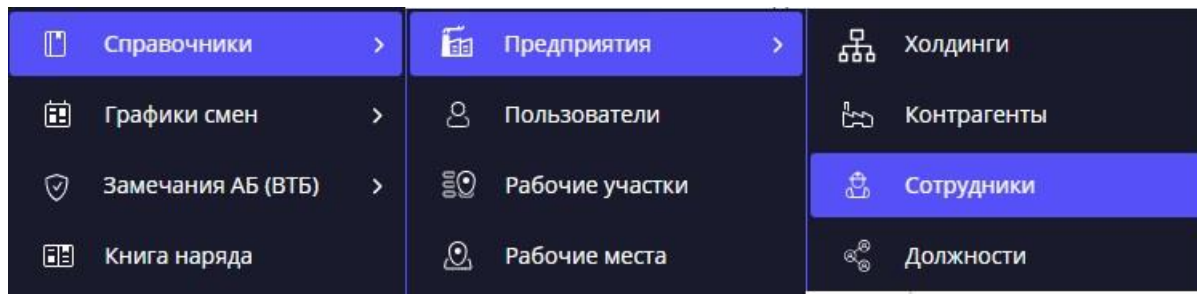 Справочники
Графики смен
Замечания АБ (ВТБ)
Книга наряда
Предприятия
Пользователи
Рабочие участки
Рабочие места
Холдинги
Контрагенты
Сотрудники
Должности